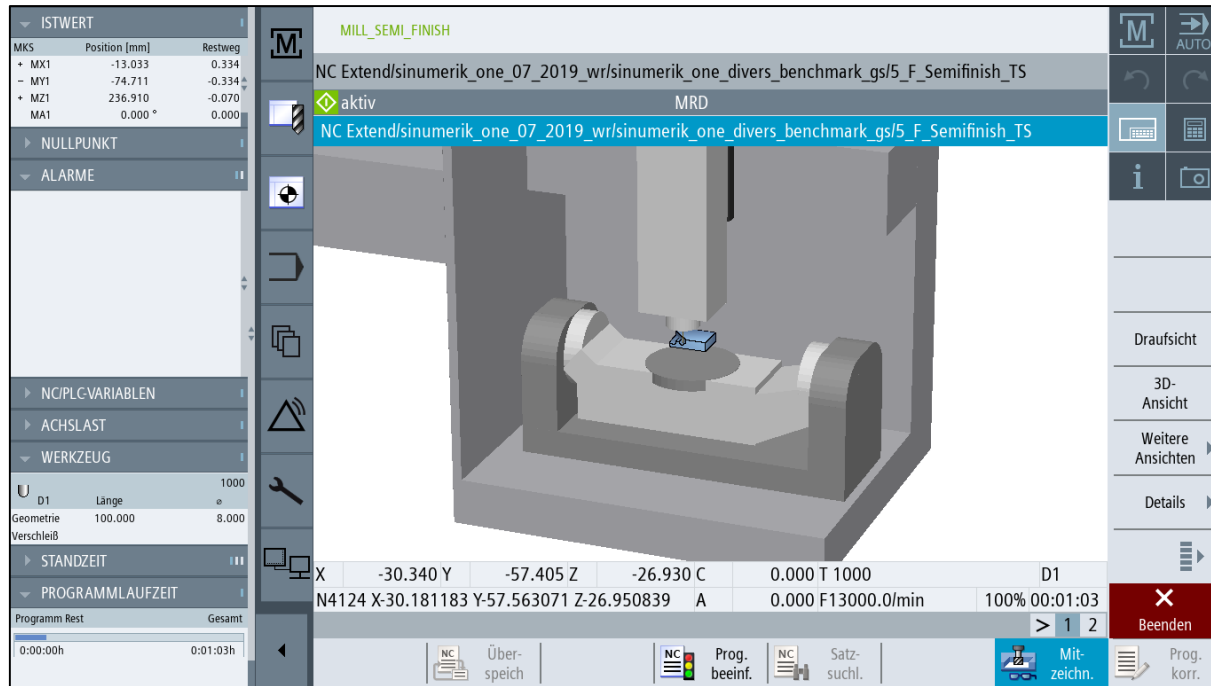 ISTWERT
MKS Position [mm] Restweg
+ MX1 -13.033 0.334
– MY1 -74.711 -0.334
+ MZ1 236.910 -0.070
MA1 0.000 ° 0.000
NULLPUNKT
ALARME
NC/PLC-VARIABLEN
ACHSLAST
WERKZEUG
1000
D1 Länge ⌀
Geometrie 100.000 8.000
Verschleiß
STANDZEIT
PROGRAMMLAUFZEIT
Programm Rest Gesamt
0:00:00h 0:01:03h
M
MILL_SEMI_FINISH
NC Extend/sinumerik_one_07_2019_wr/sinumerik_one_divers_benchmark_gs/5_F_Semifinish_TS
aktiv MRD
NC Extend/sinumerik_one_07_2019_wr/sinumerik_one_divers_benchmark_gs/5_F_Semifinish_TS
X -30.340 Y -57.405 Z -26.930 C 0.000 T 1000 D1
N4124 X-30.181183 Y-57.563071 Z-26.950839 A 0.000 F13000.0/min 100% 00:01:03
> 1 2
NC Über-
speich
NC Prog.
beeinf.
NC Satz-
suchl.
Mit-
zeichn.
Prog.
korr.
M AUTO
i
Draufsicht
3D-
Ansicht
Weitere
Ansichten
Details
Beenden